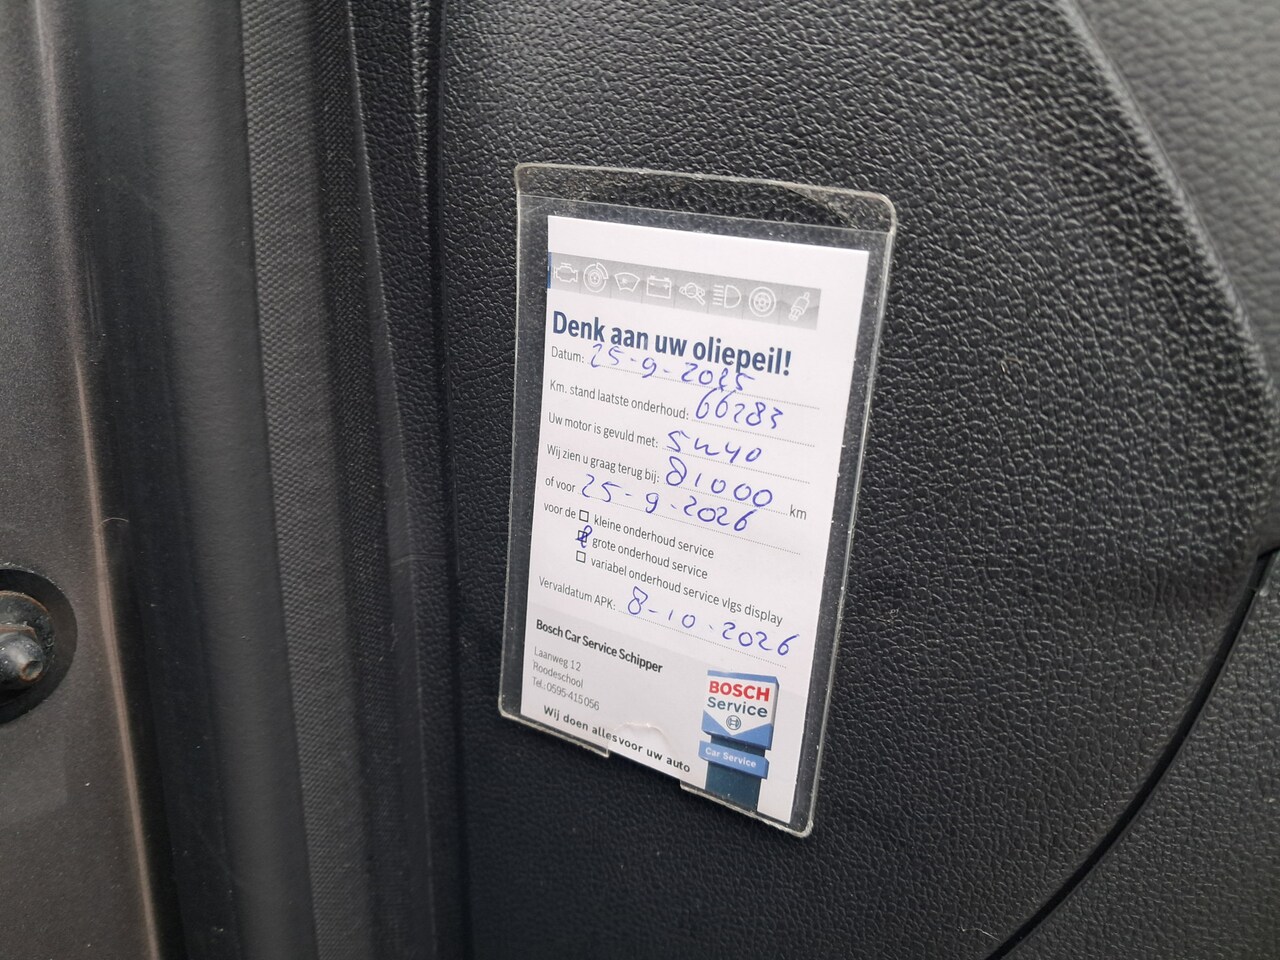 Denk aan uw oliepeil!
Datum: 25-9-2025
Km. stand laatste onderhoud: 66283
Uw motor is gevuld met: 5W40
Wij zien u graag terug bij: 81000 km
of voor 25-9-2026
voor de kleine onderhoud service
grote onderhoud service
variabel onderhoud service vlgs display
Vervaldatum APK: 8-10-2026
Bosch Car Service Schipper
Laanweg 12
Roodeschool
Tel.: 0595-415056
Wij doen alles voor uw auto
BOSCH
Service
Car Service